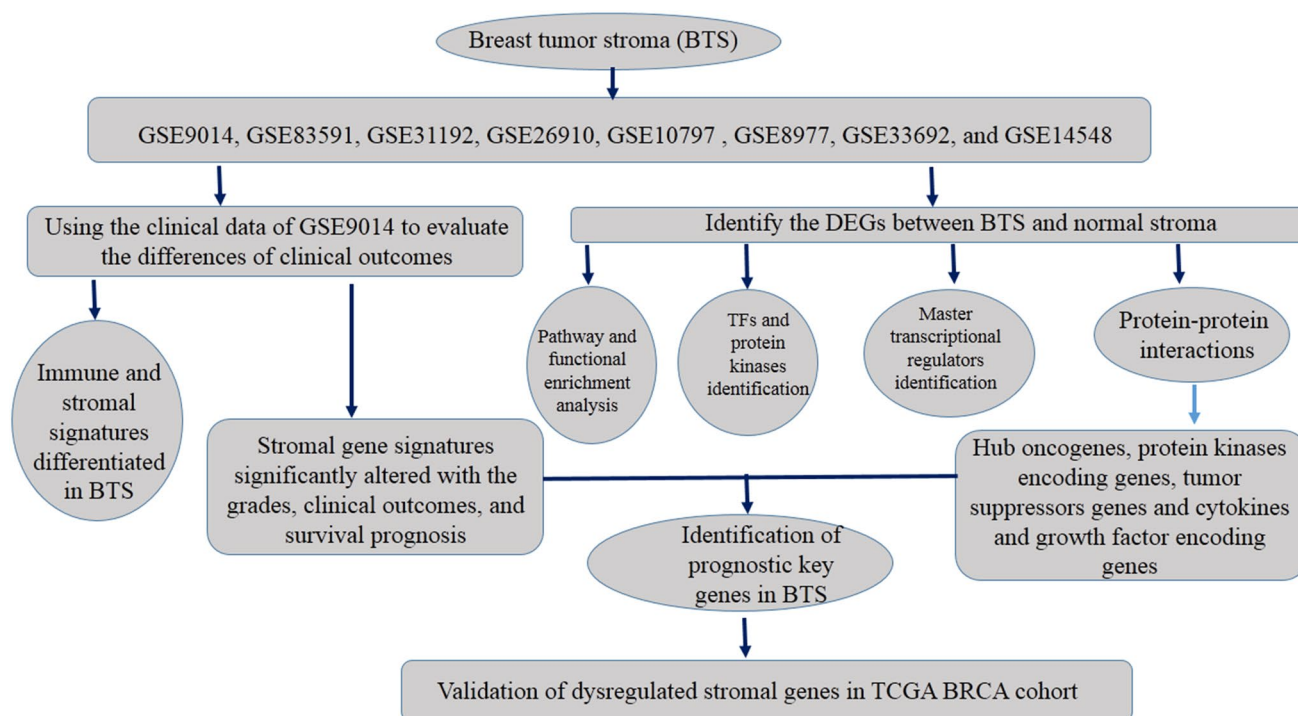 Breast tumor stroma (BTS)
GSE9014, GSE83591, GSE31192, GSE26910, GSE10797 , GSE8977, GSE33692, and GSE14548
Using the clinical data of GSE9014 to evaluate
the differences of clinical outcomes
Identify the DEGs between BTS and normal stroma
Immune and
stromal
signatures
differentiated
in BTS
Stromal gene signatures
significantly altered with the
grades, clinical outcomes, and
survival prognosis
Pathway and
functional
enrichment
analysis
TFs and
protein
kinases
identification
Master
transcriptional
regulators
identification
Protein-protein
interactions
Hub oncogenes, protein kinases
encoding genes, tumor
suppressors genes and cytokines
and growth factor encoding
genes
Identification of
prognostic key
genes in BTS
Validation of dysregulated stromal genes in TCGA BRCA cohort